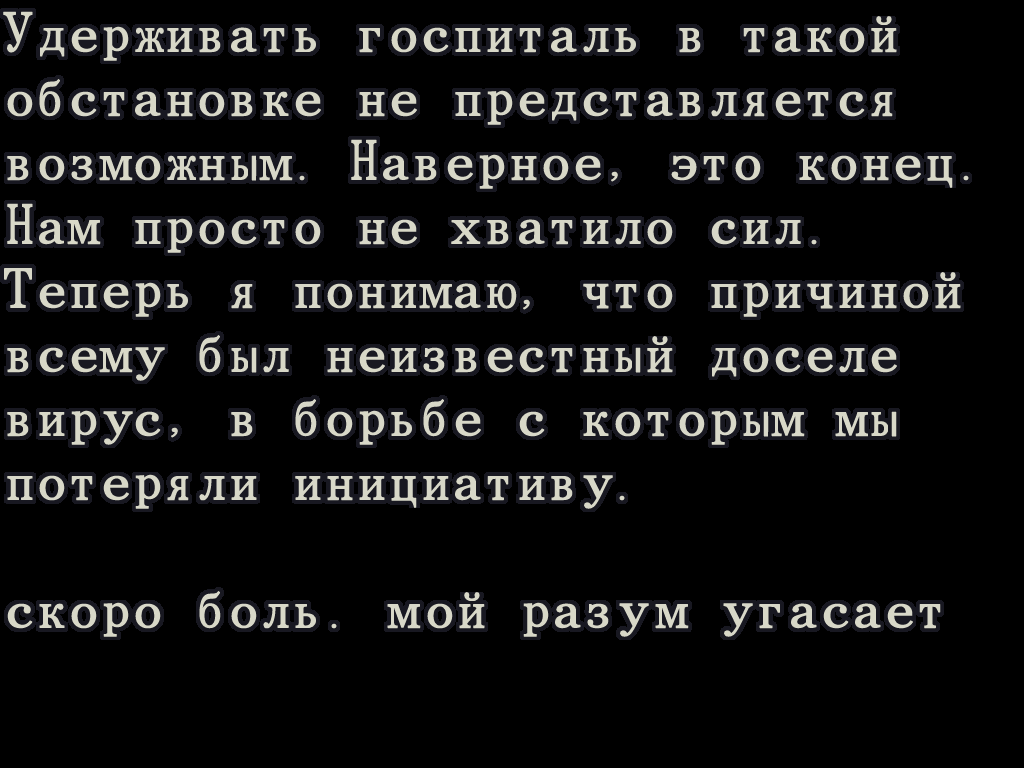 Удерживать госпиталь в такой
обстановке не представляется
возможным. Наверное, это конец.
Нам просто не хватило сил.
Теперь я понимаю, что причиной
всему был неизвестный доселе
вирус, в борьбе с которым мы
потеряли инициативу.
скоро боль. мой разум угасает